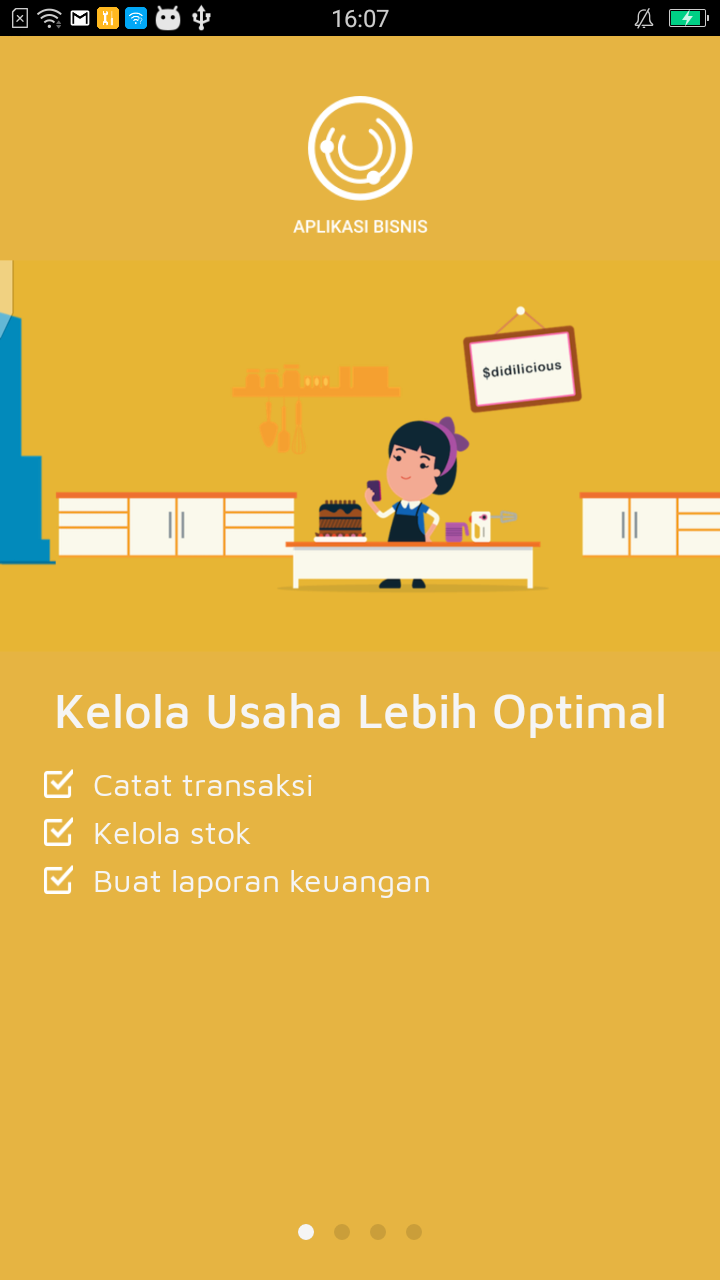 16:07
APLIKASI BISNIS
$didilicious
Kelola Usaha Lebih Optimal
Catat transaksi
Kelola stok
Buat laporan keuangan